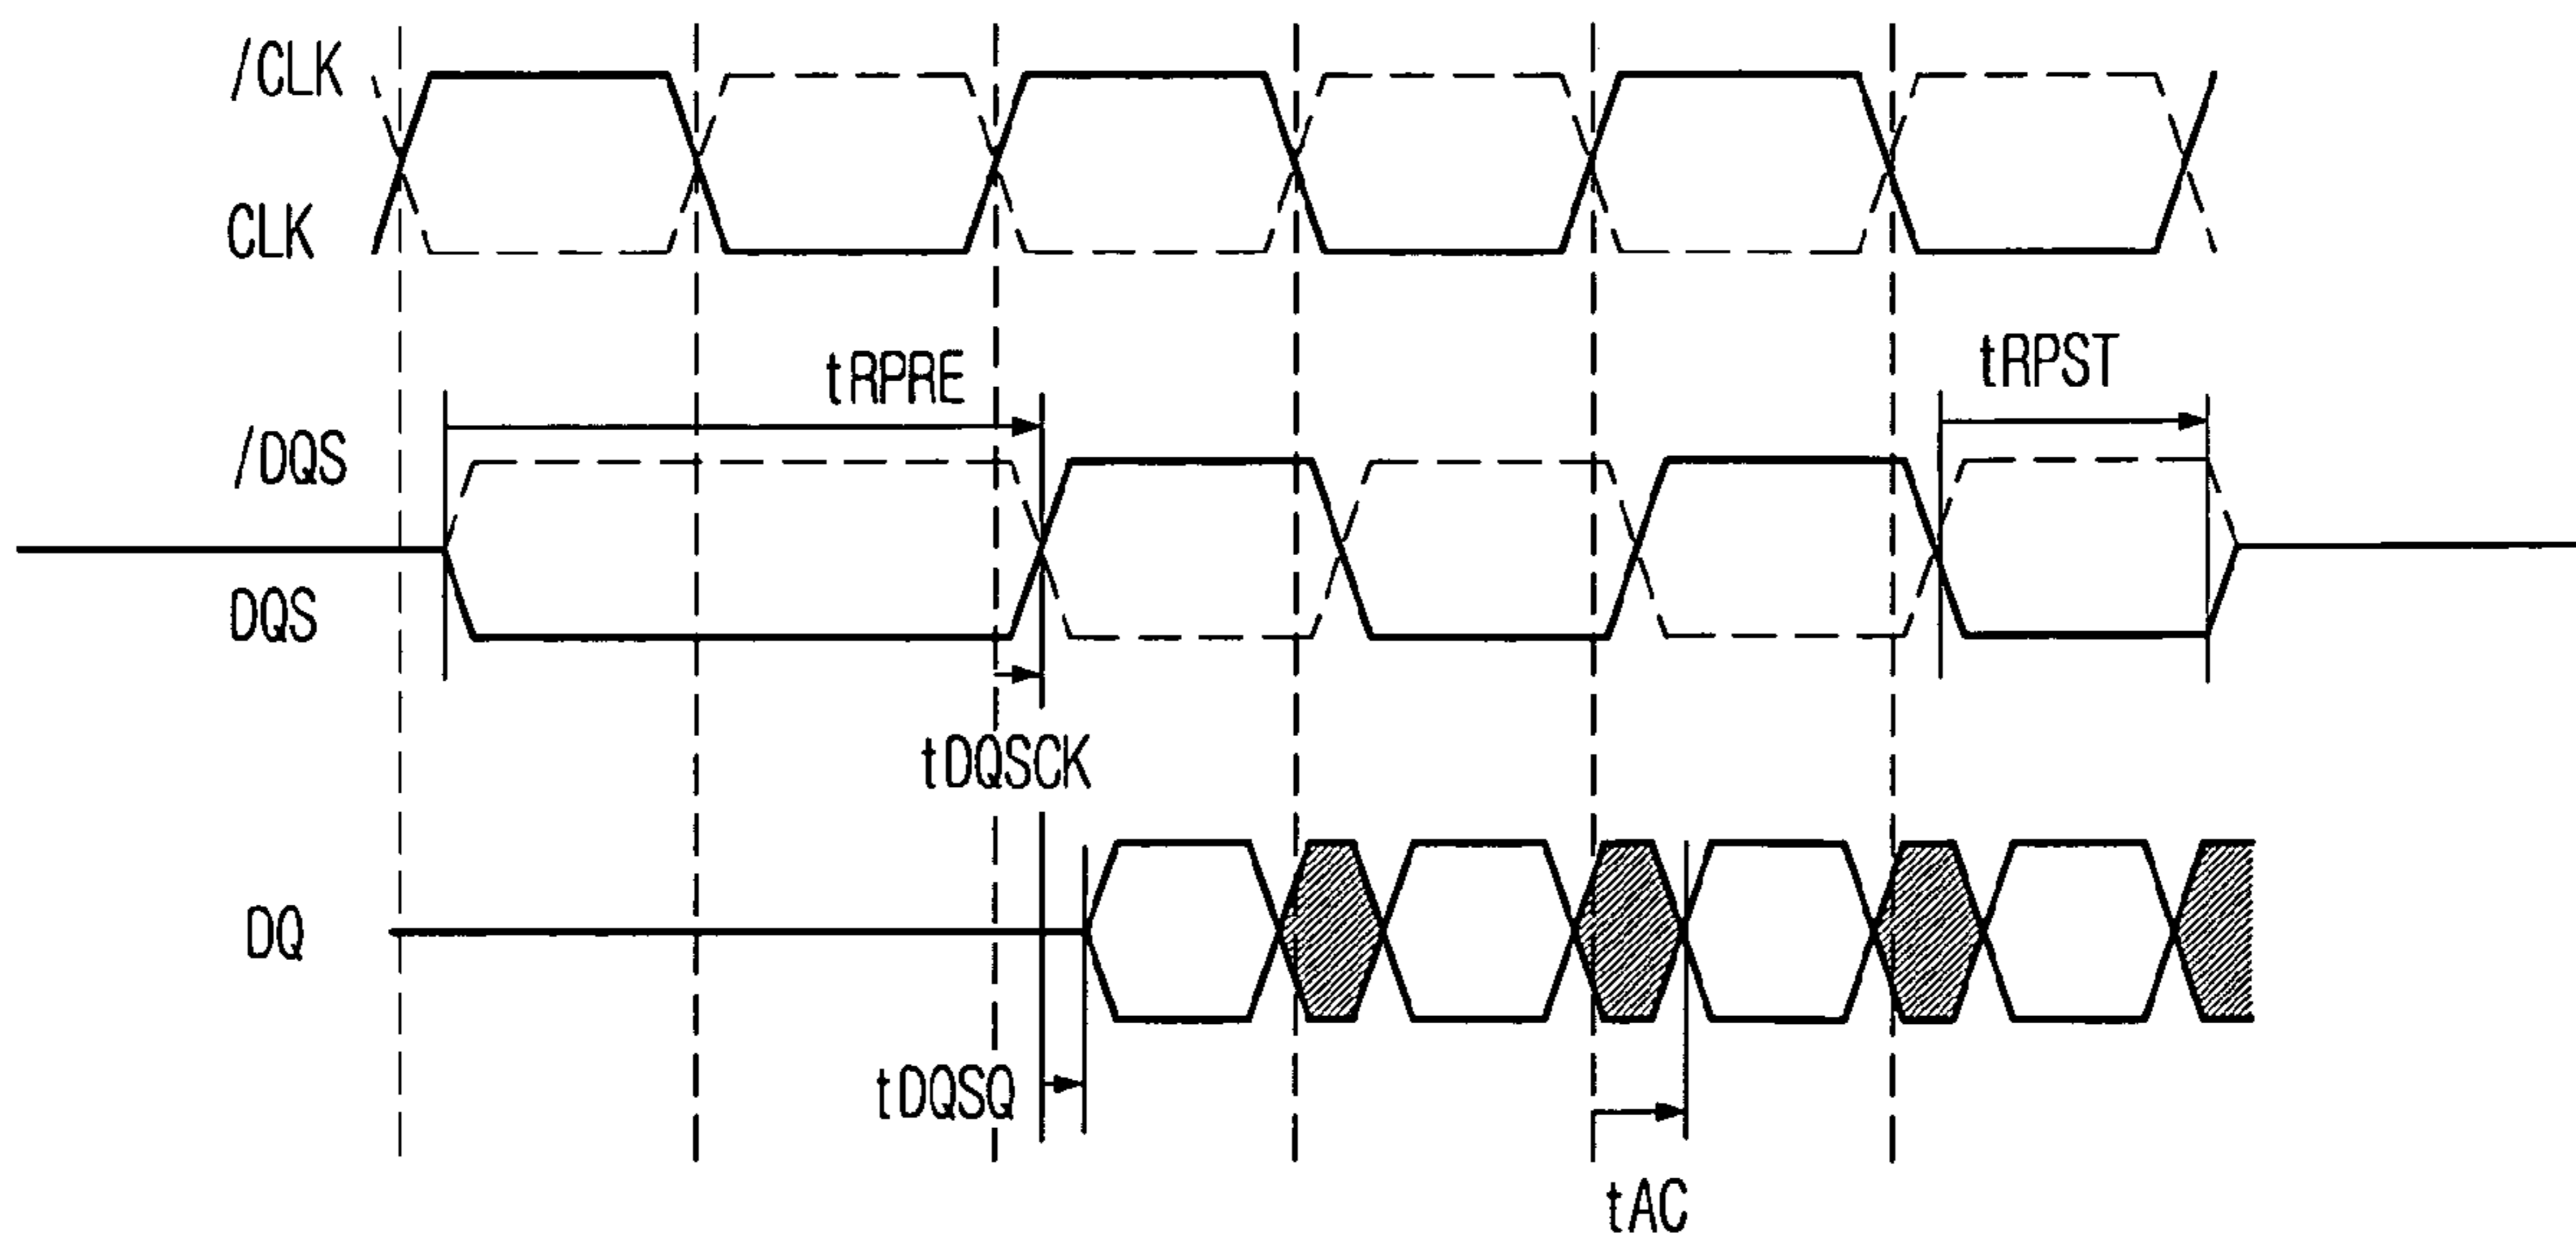 /CLK
CLK
tRPRE
tRPST
/DQS
DQS
tDQSCK
DQ
tDQSQ
tAC